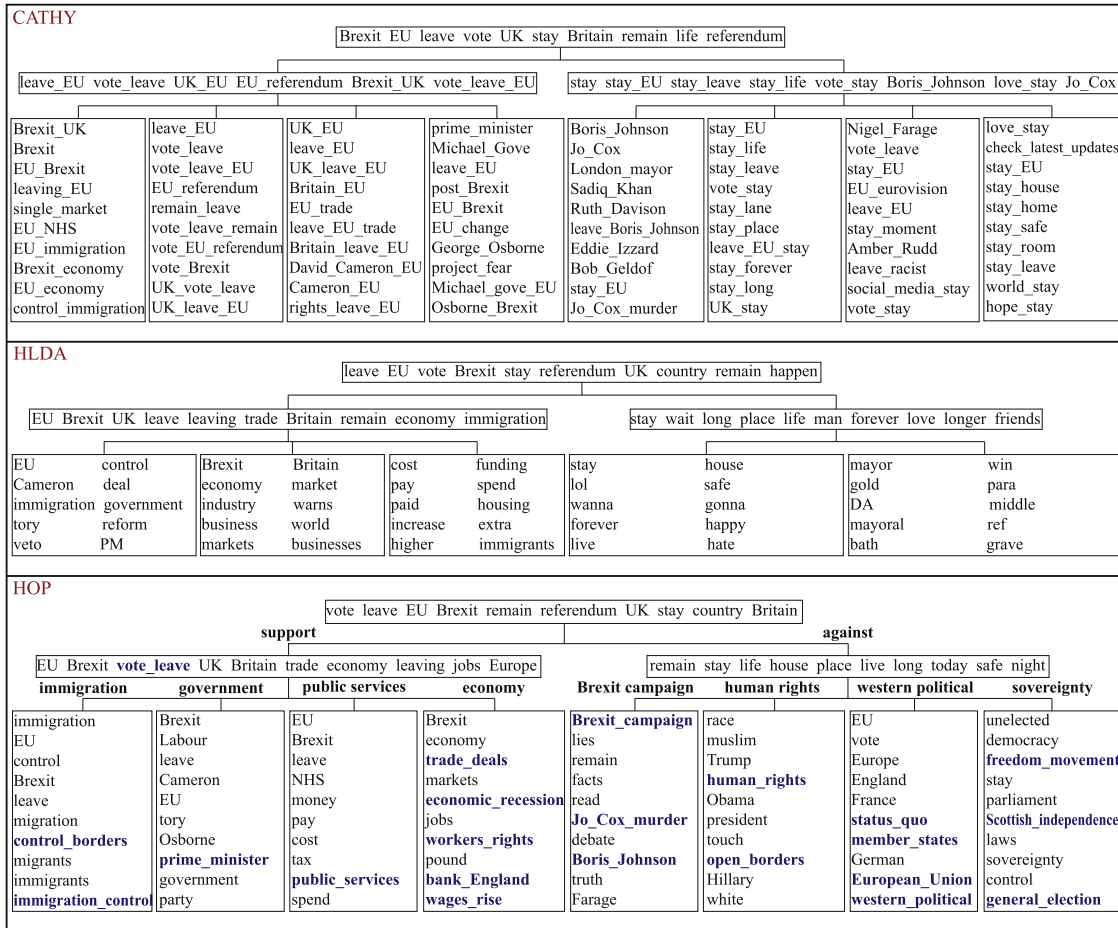 CATHY
Brexit EU leave vote UK stay Britain remain life referendum
leave_EU vote_leave UK_EU EU_referendum Brexit_UK vote_leave_EU
stay stay_EU stay_leave stay_life vote_stay Boris_Johnson love_stay Jo_Cox
Brexit_UK
Brexit
EU_Brexit
leaving_EU
single_market
EU_NHS
EU_immigration
Brexit_economy
EU_economy
control_immigration
leave_EU
vote_leave
vote_leave_EU
EU_referendum
remain_leave
vote_leave_remain
vote_EU_referendum
vote_Brexit
UK_vote_leave
UK_leave_EU
UK_EU
leave_EU
UK_leave_EU
Britain_EU
EU_trade
leave_EU_trade
Britain_leave_EU
David_Cameron_EU
Cameron_EU
rights_leave_EU
prime_minister
Michael_Gove
leave_EU
post_Brexit
EU_Brexit
EU_change
George_Osborne
project_fear
Michael_gove_EU
Osborne_Brexit
Boris_Johnson
Jo_Cox
London_mayor
Sadiq_Khan
Ruth_Davison
leave_Boris_Johnson
Eddie_Izzard
Bob_Geldof
stay_EU
Jo_Cox_murder
stay_EU
stay_life
stay_leave
vote_stay
stay_lane
stay_place
leave_EU_stay
stay_forever
stay_long
UK_stay
Nigel_Farage
vote_leave
stay_EU
EU_eurovision
leave_EU
stay_moment
Amber_Rudd
leave_racist
social_media_stay
vote_stay
love_stay
check_latest_updates
stay_EU
stay_house
stay_home
stay_safe
stay_room
stay_leave
world_stay
hope_stay
HLDA
leave EU vote Brexit stay referendum UK country remain happen
EU Brexit UK leave leaving trade Britain remain economy immigration
stay wait long place life man forever love longer friends
EU control
Cameron deal
immigration government
tory reform
veto PM
Brexit Britain
economy market
industry warns
business world
markets businesses
cost funding
pay spend
paid housing
increase extra
higher immigrants
stay house
lol safe
wanna gonna
forever happy
live hate
mayor win
gold para
DA middle
mayoral ref
bath grave
HOP
vote leave EU Brexit remain referendum UK stay country Britain
support
against
EU Brexit vote_leave UK Britain trade economy leaving jobs Europe
remain stay life house place live long today safe night
immigration
immigration
EU
control
Brexit
leave
migration
control_borders
migrants
immigrants
immigration_control
government
Brexit
Labour
leave
Cameron
EU
tory
Osborne
prime_minister
government
party
public services
EU
Brexit
leave
NHS
money
pay
cost
tax
public_services
spend
economy
Brexit
economy
trade_deals
markets
economic_recession
jobs
workers_rights
pound
bank_England
wages_rise
Brexit campaign
Brexit_campaign
lies
remain
facts
read
Jo_Cox_murder
debate
Boris_Johnson
truth
Farage
human rights
race
muslim
Trump
human_rights
Obama
president
touch
open_borders
Hillary
white
western political
EU
vote
Europe
England
France
status_quo
member_states
German
European_Union
western_political
sovereignty
unelected
democracy
freedom_movement
stay
parliament
Scottish_independence
laws
sovereignty
control
general_election